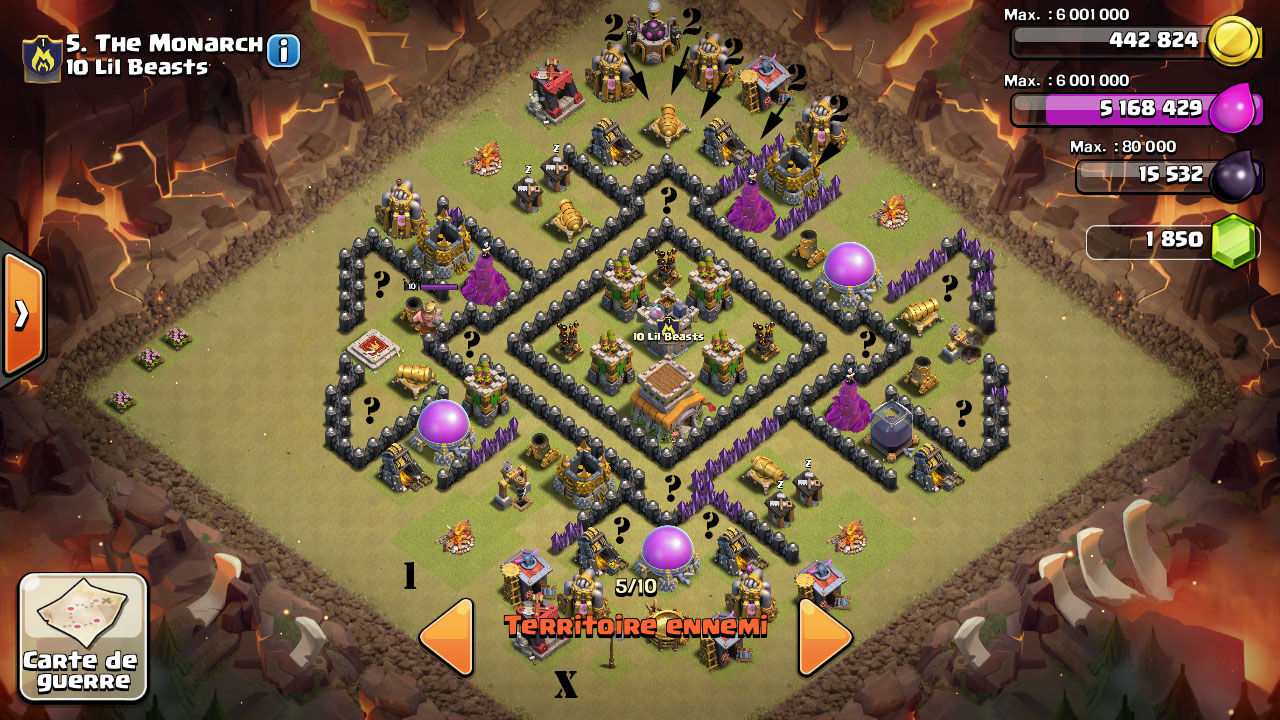 5. The Monarch
10 Lil Beasts
i
Max. : 6 001 000
442 824
Max. : 6 001 000
5 168 429
Max. : 80 000
15 532
1 850
2 2
2
2
2
z
z
?
? ?
10
10 Lil Beasts
? ?
? ?
?
z
z
? ?
1
5/10
Territoire ennemi
X
Carte de
guerre